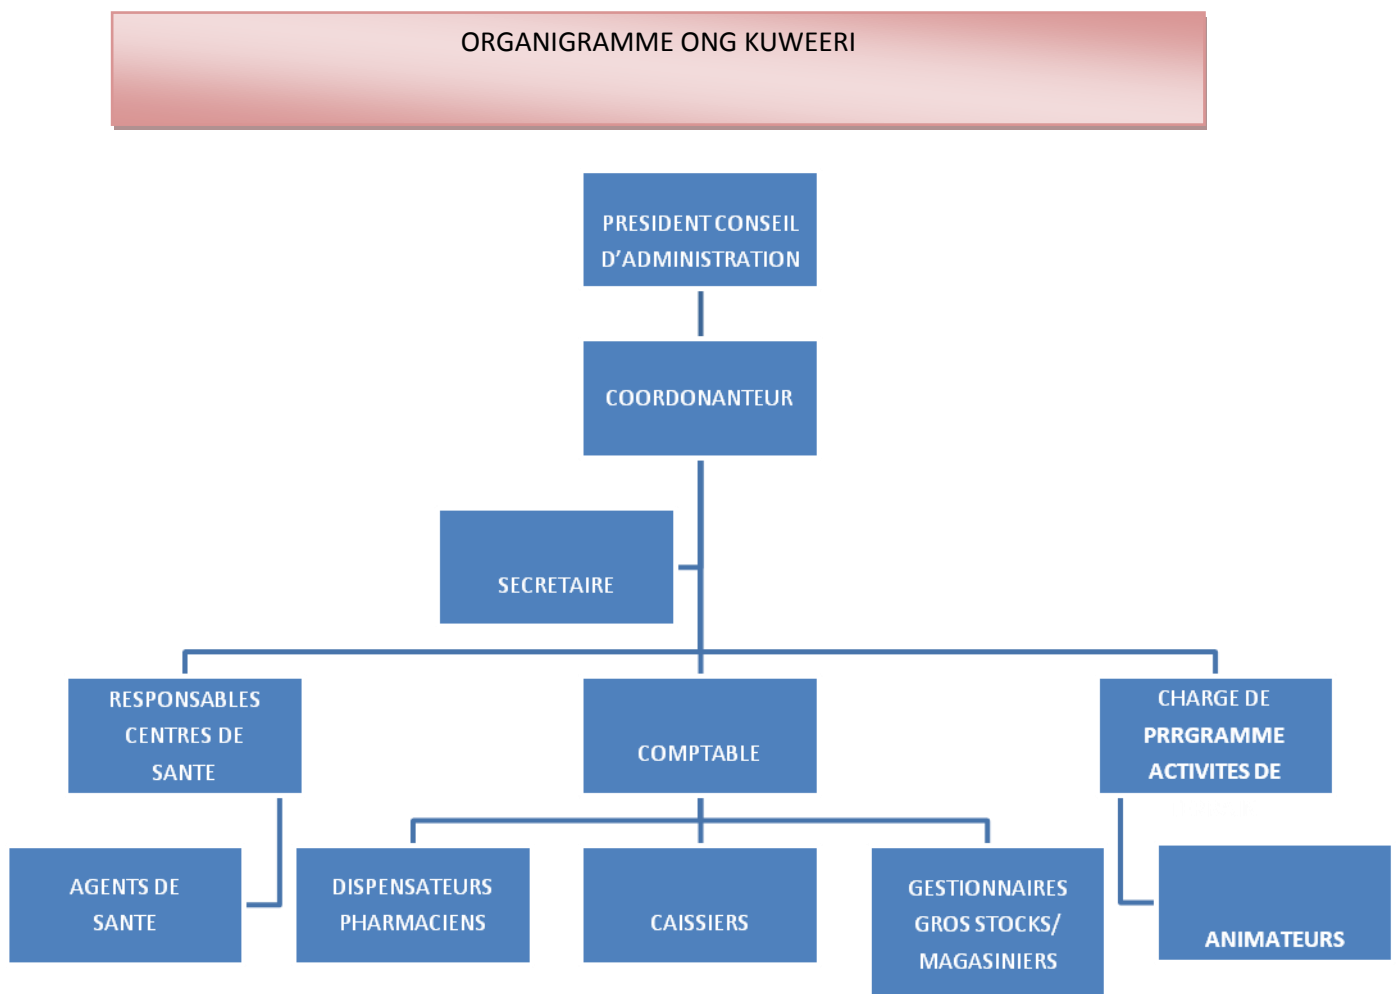 ORGANIGRAMME ONG KUWEERI
PRESIDENT CONSEIL
D’ADMINISTRATION
COORDONANTEUR
SECRETAIRE
RESPONSABLES
CENTRES DE
SANTE
COMPTABLE
CHARGE DE
PRRGRAMME
ACTIVITES DE
AGENTS DE
SANTE
DISPENSATEURS
PHARMACIENS
CAISSIERS
GESTIONNAIRES
GROS STOCKS/
MAGASINIERS
ANIMATEURS